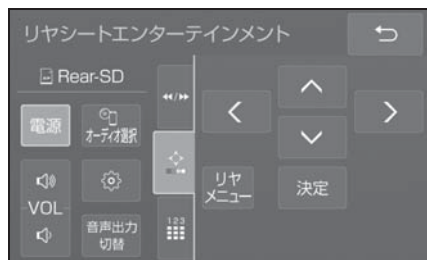 リヤシートエンターテインメント
Rear-SD
電源
オーディオ選択
VOL
音声出力
切替
123
リヤ
メニュー
決定